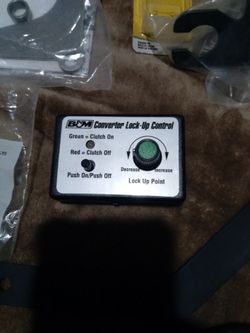 B&M Converter Lock-Up Control
Green = Clutch On
Red = Clutch Off
Push On/Push Off
Decrease Increase
Lock Up Point